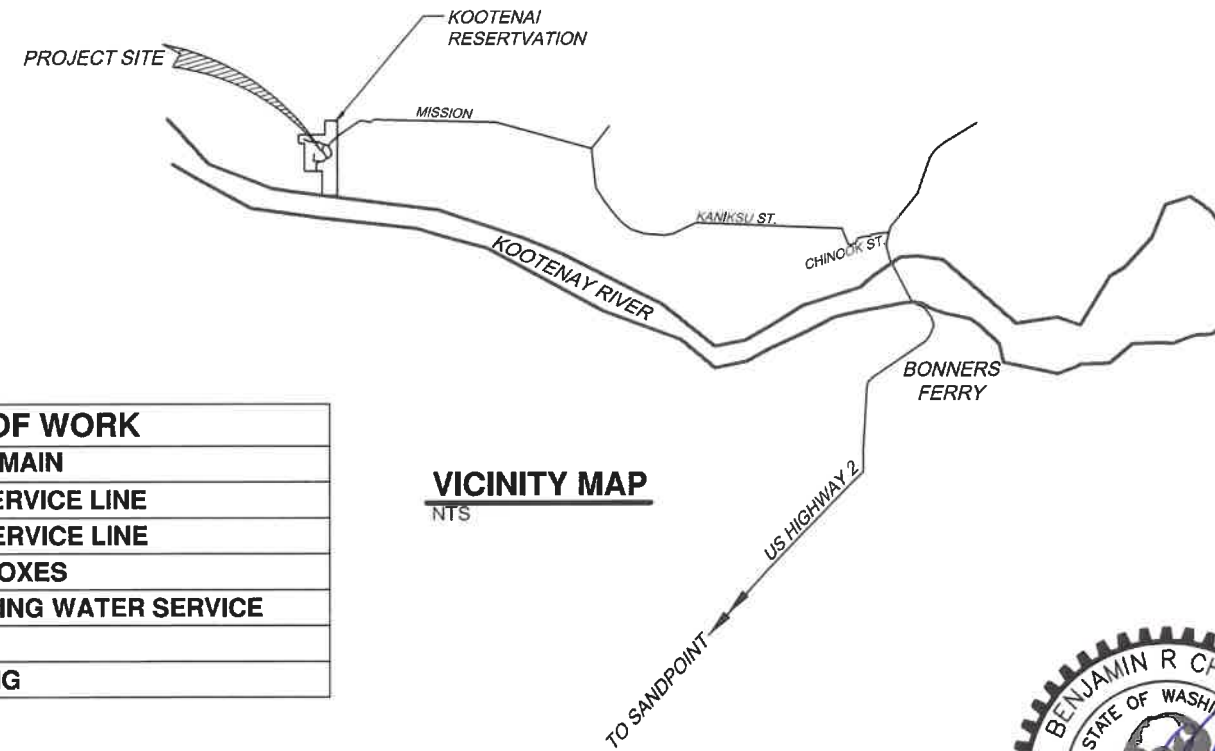 KOOTENAI
RESERTVATION
PROJECT SITE
MISSION
KANIKSU ST.
CHINOOK ST.
KOOTENAY RIVER
BONNERS
FERRY
OF WORK
MAIN
ERVICE LINE
ERVICE LINE
OXES
ING WATER SERVICE
G
VICINITY MAP
NTS
US HIGHWAY 2
TO SANDPOINT
BENJAMIN R CH
STATE OF WASHI